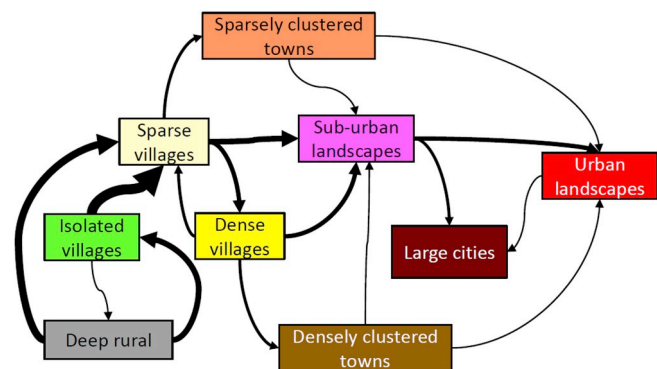 Sparsely clustered
towns
Sparse
villages
Sub-urban
landscapes
Urban
landscapes
Isolated
villages
Dense
villages
Large cities
Deep rural
Densely clustered
towns